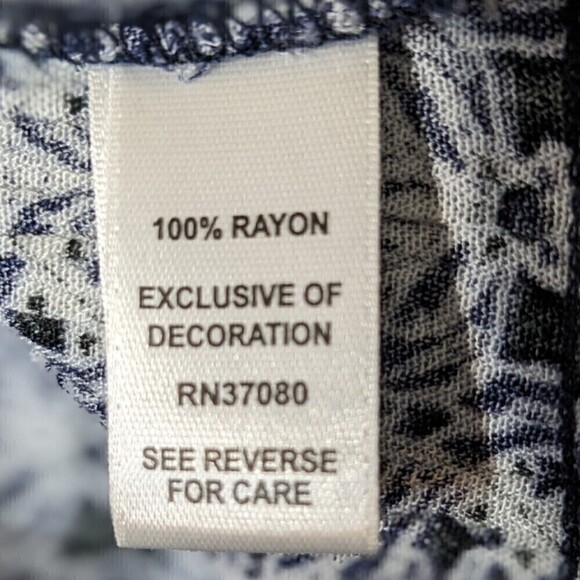 100% RAYON
EXCLUSIVE OF
DECORATION
RN37080
SEE REVERSE
FOR CARE